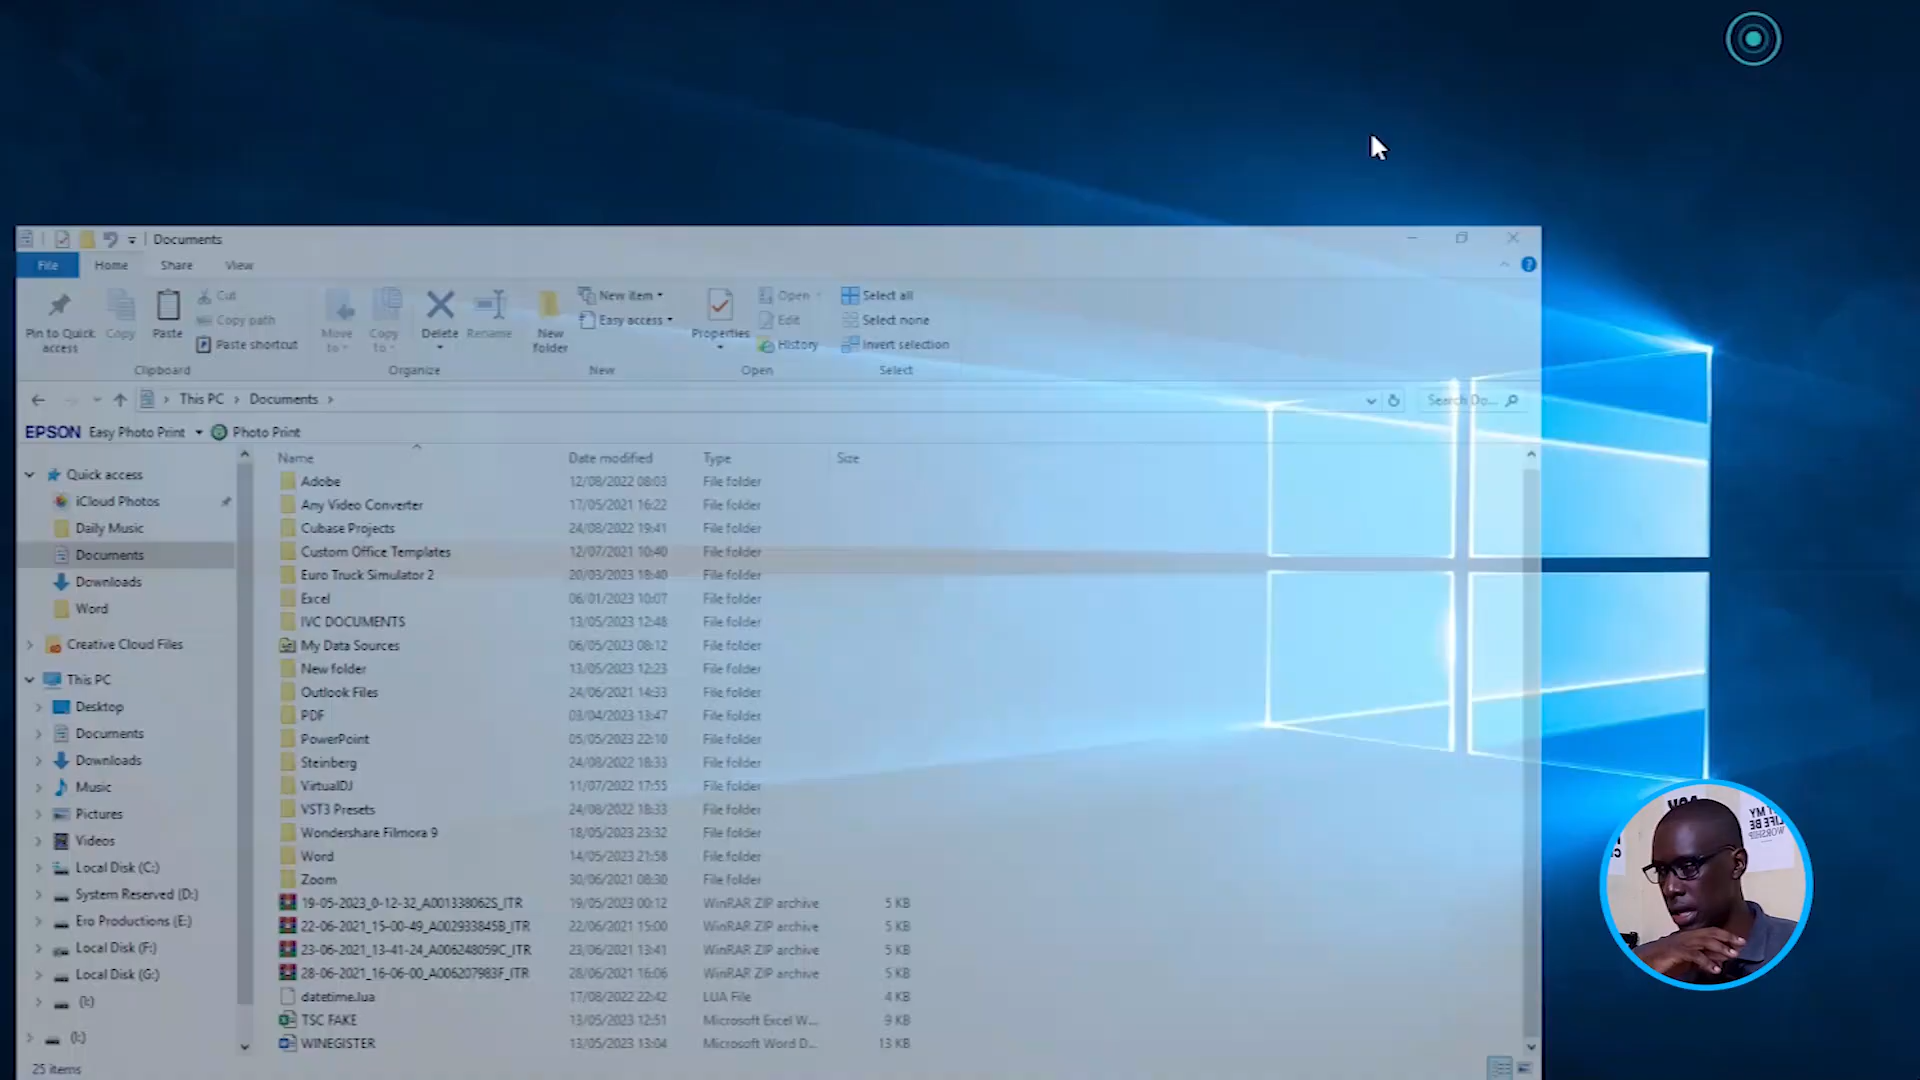 Documents
File Home Share View
Pin to Quick access
Copy
Paste
Cut
Copy path
Paste shortcut
Clipboard
Move to
Copy to
Delete
Rename
Organize
New folder
New item
Easy access
New
Properties
Open
Edit
History
Open
Select all
Select none
Invert selection
Select
This PC > Documents >
Search Do...
EPSON Easy Photo Print Photo Print
Quick access
iCloud Photos
Daily Music
Documents
Downloads
Word
Creative Cloud Files
This PC
Desktop
Documents
Downloads
Music
Pictures
Videos
Local Disk (C:)
System Reserved (D:)
Ero Productions (E:)
Local Disk (F:)
Local Disk (G:)
Name Date modified Type Size
Adobe 12/08/2022 08:03 File folder
Any Video Converter 17/05/2021 16:22 File folder
Cubase Projects 24/08/2022 19:41 File folder
Custom Office Templates 12/07/2021 10:40 File folder
Euro Truck Simulator 2 20/03/2023 18:40 File folder
Excel 06/01/2023 10:07 File folder
IVC DOCUMENTS 13/05/2023 12:48 File folder
My Data Sources 06/05/2023 08:12 File folder
New folder 13/05/2023 12:23 File folder
Outlook Files 24/06/2021 14:33 File folder
PDF 03/04/2023 13:47 File folder
PowerPoint 05/05/2023 22:10 File folder
Steinberg 24/08/2022 18:33 File folder
VirtualDJ 11/07/2022 17:55 File folder
VST3 Presets 24/08/2022 18:33 File folder
Wondershare Filmora 9 18/05/2023 23:32 File folder
Word 14/05/2023 21:58 File folder
Zoom 30/06/2021 08:30 File folder
19-05-2023_0-12-32_A001338062S_ITR 19/05/2023 00:12 WinRAR ZIP archive 5 KB
22-06-2021_15-00-49_A002933845B_ITR 22/06/2021 15:00 WinRAR ZIP archive 5 KB
23-06-2021_13-41-24_A006248059C_ITR 23/06/2021 13:41 WinRAR ZIP archive 5 KB
28-06-2021_16-06-00_A006207983F_ITR 28/06/2021 16:06 WinRAR ZIP archive 5 KB
datetime.lua 17/08/2022 22:42 LUA File 4 KB
TSC FAKE 13/05/2023 12:51 Microsoft Excel W... 9 KB
WINEGISTER 13/05/2023 13:04 Microsoft Word D... 13 KB
25 items
MY
LIFE BE
WORSHIP